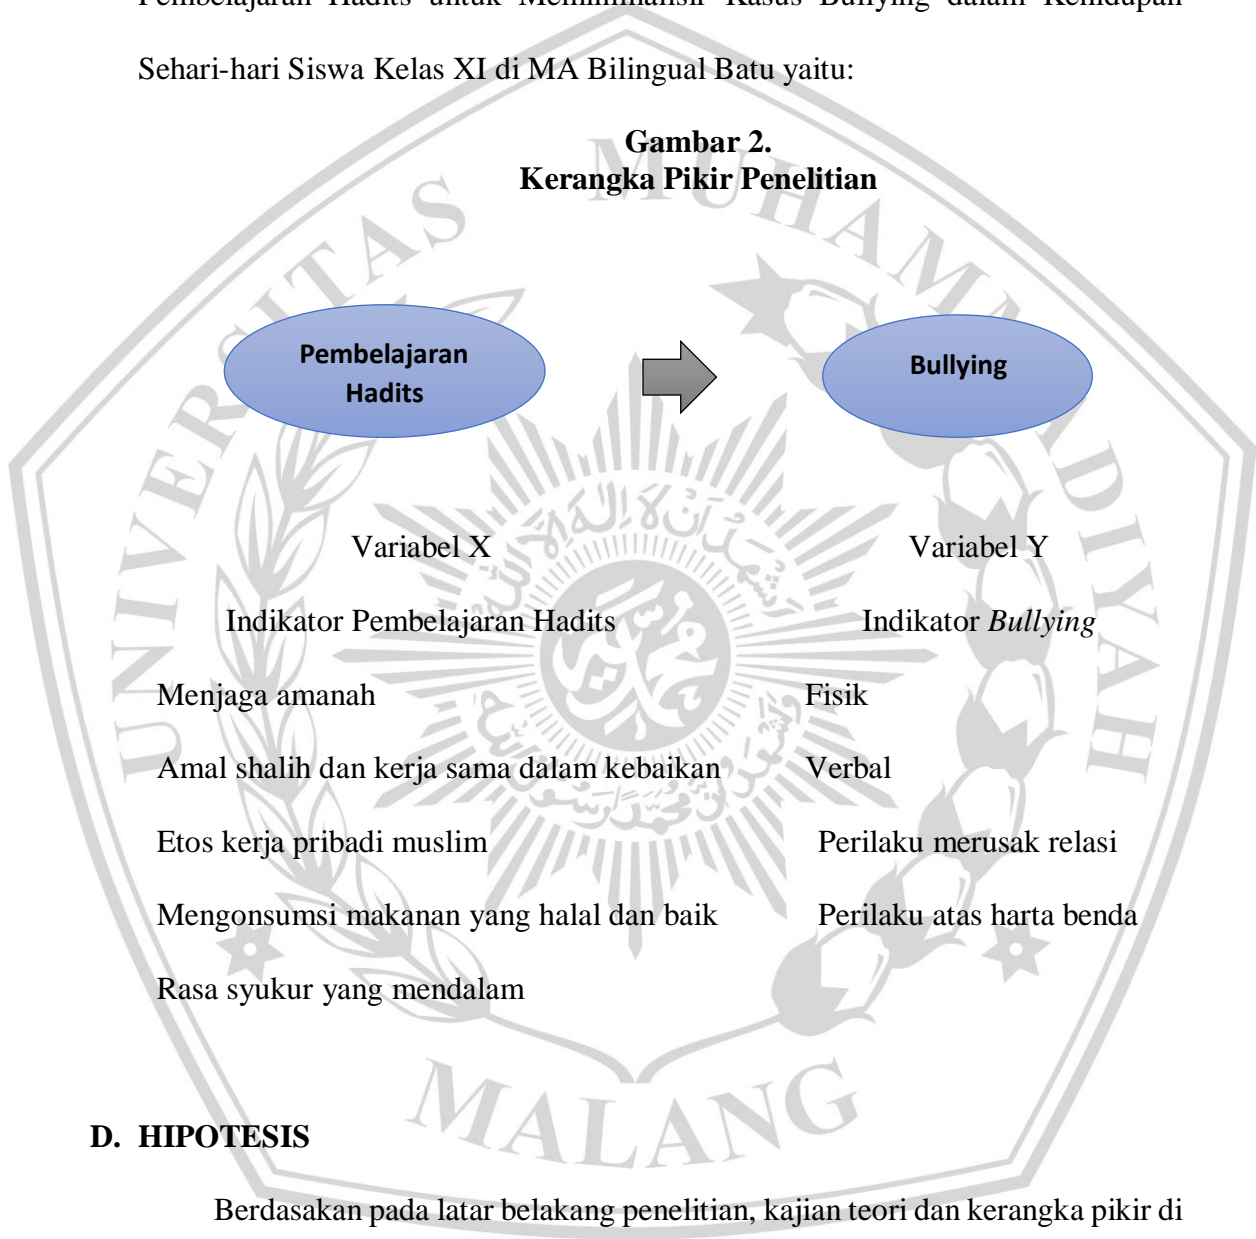 Pembelajaran Hadits untuk Meminimalisir Kasus Bullying dalam Kehidupan
Sehari-hari Siswa Kelas XI di MA Bilingual Batu yaitu:
Gambar 2.
Kerangka Pikir Penelitian
Pembelajaran
Hadits
Bullying
Variabel X
Variabel Y
Indikator Pembelajaran Hadits
Indikator Bullying
Menjaga amanah
Fisik
Amal shalih dan kerja sama dalam kebaikan
Verbal
Etos kerja pribadi muslim
Perilaku merusak relasi
Mengonsumsi makanan yang halal dan baik
Perilaku atas harta benda
Rasa syukur yang mendalam
D. HIPOTESIS
Berdasakan pada latar belakang penelitian, kajian teori dan kerangka pikir di
UNIVERSITAS MUHAMMADIYAH
MALANG